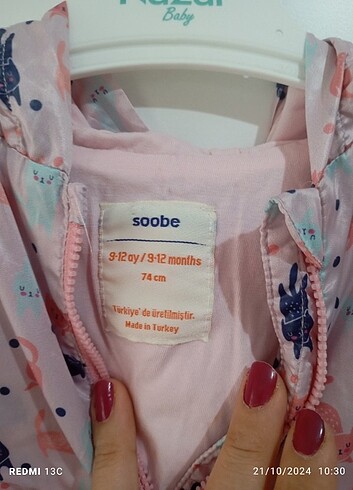 Nazar
Baby
soobe
9-12 ay / 9-12 months
74 cm
Türkiye' de üretilmiştir.
Made in Turkey
REDMI 13C
21/10/2024 10:30